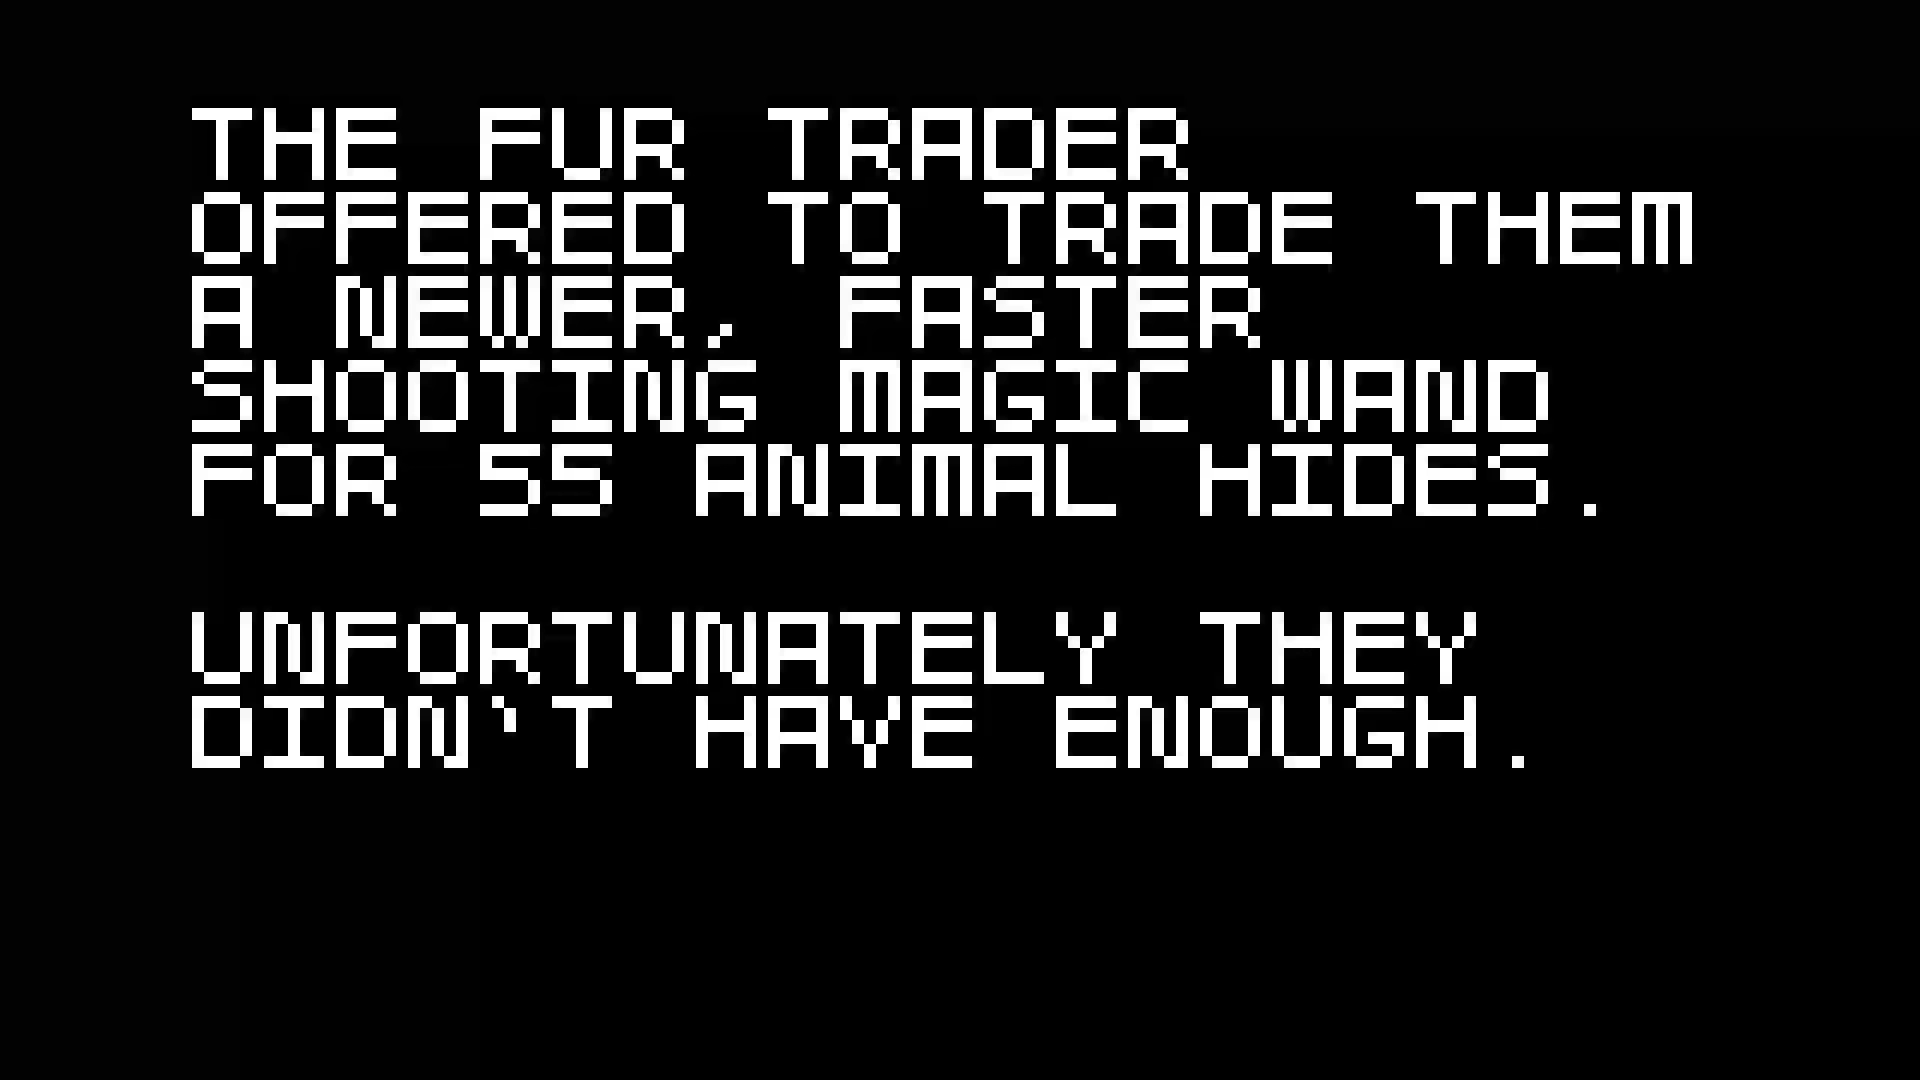 THE FUR TRADER
OFFERED TO TRADE THEM
A NEWER, FASTER
SHOOTING MAGIC WAND
FOR 55 ANIMAL HIDES.
UNFORTUNATELY THEY
DIDN'T HAVE ENOUGH.